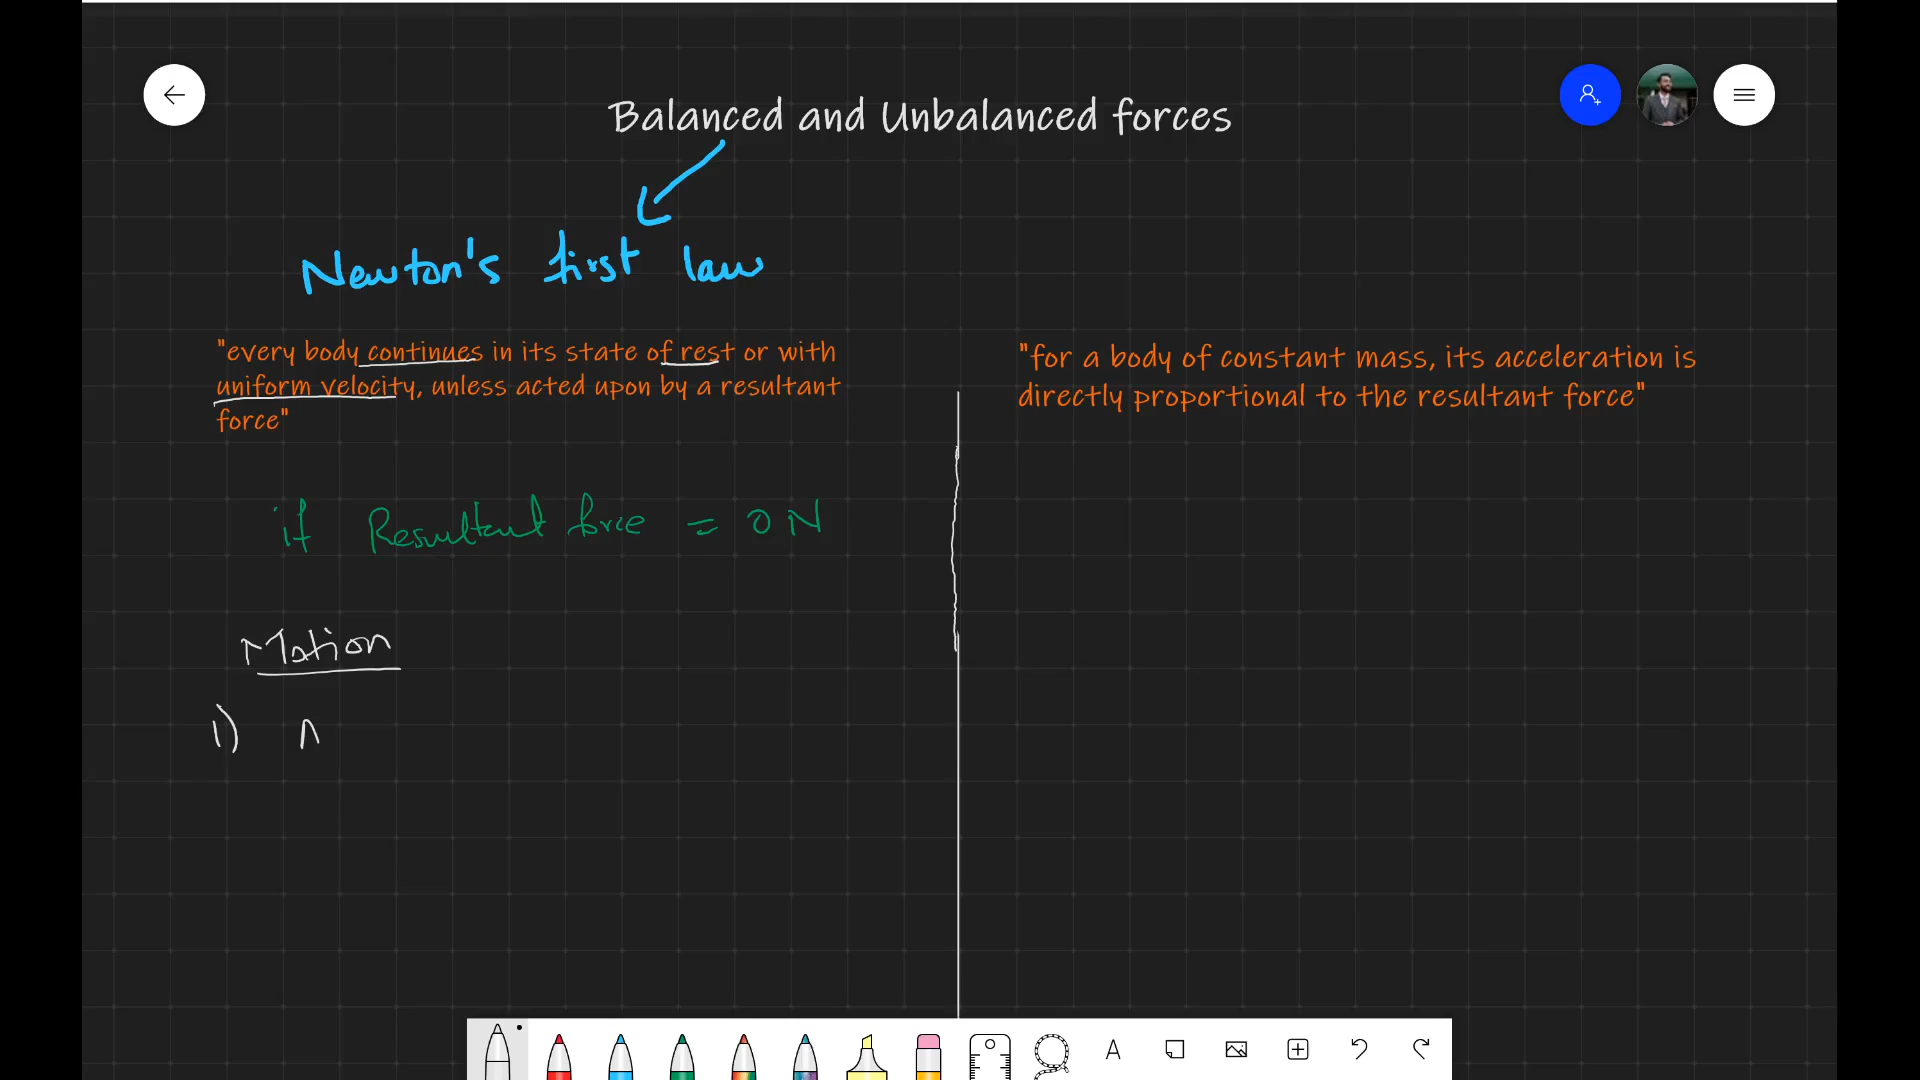 Balanced and Unbalanced forces
Newton's first law
"every body continues in its state of rest or with
uniform velocity, unless acted upon by a resultant
force"
"for a body of constant mass, its acceleration is
directly proportional to the resultant force"
if Resultant force = 0 N
Motion
1)
A